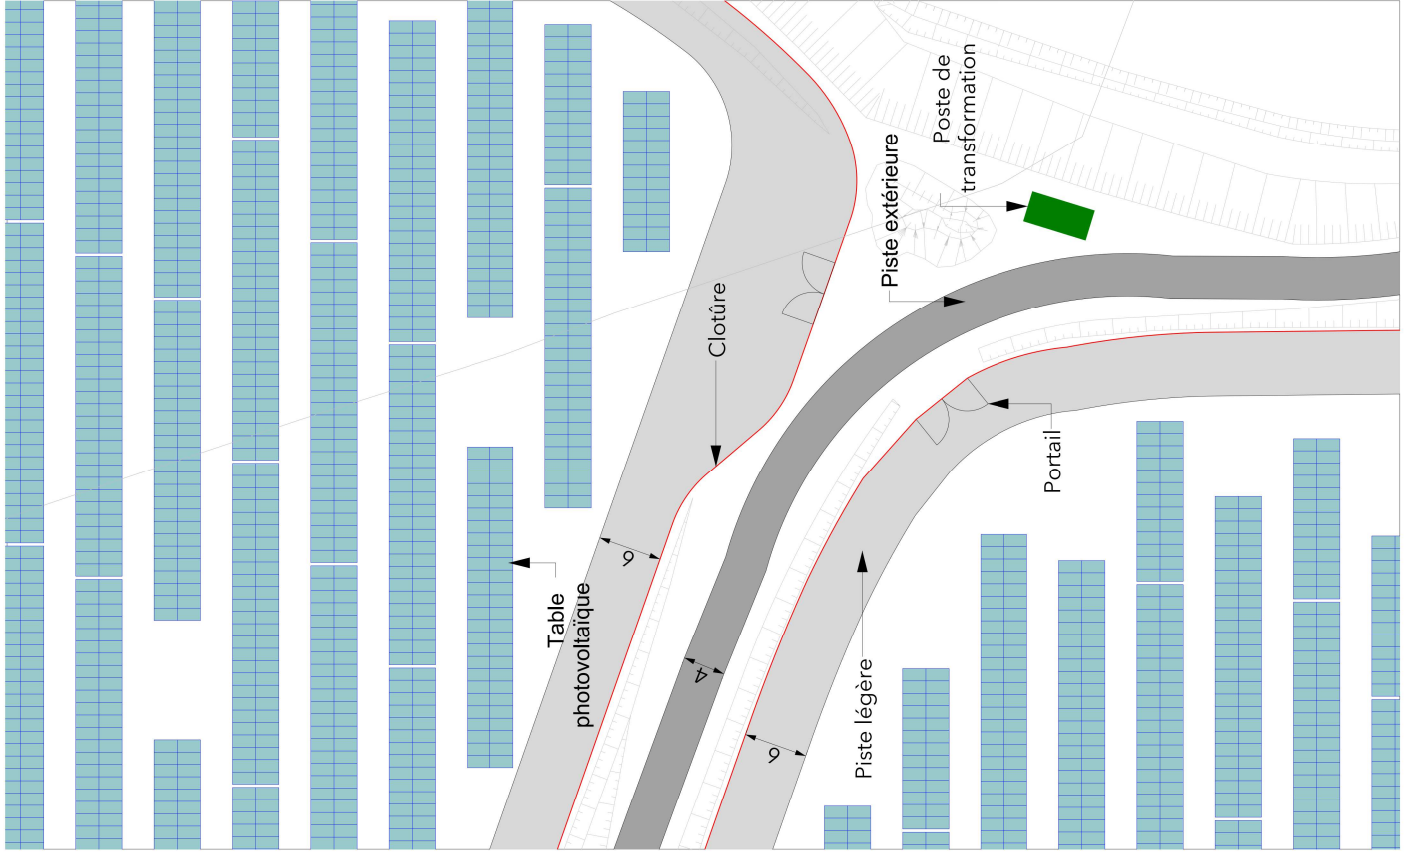 Poste de
transformation
Piste extérieure
Clotûre
Portail
Table
photovoltaïque
Piste légère
6
4
6